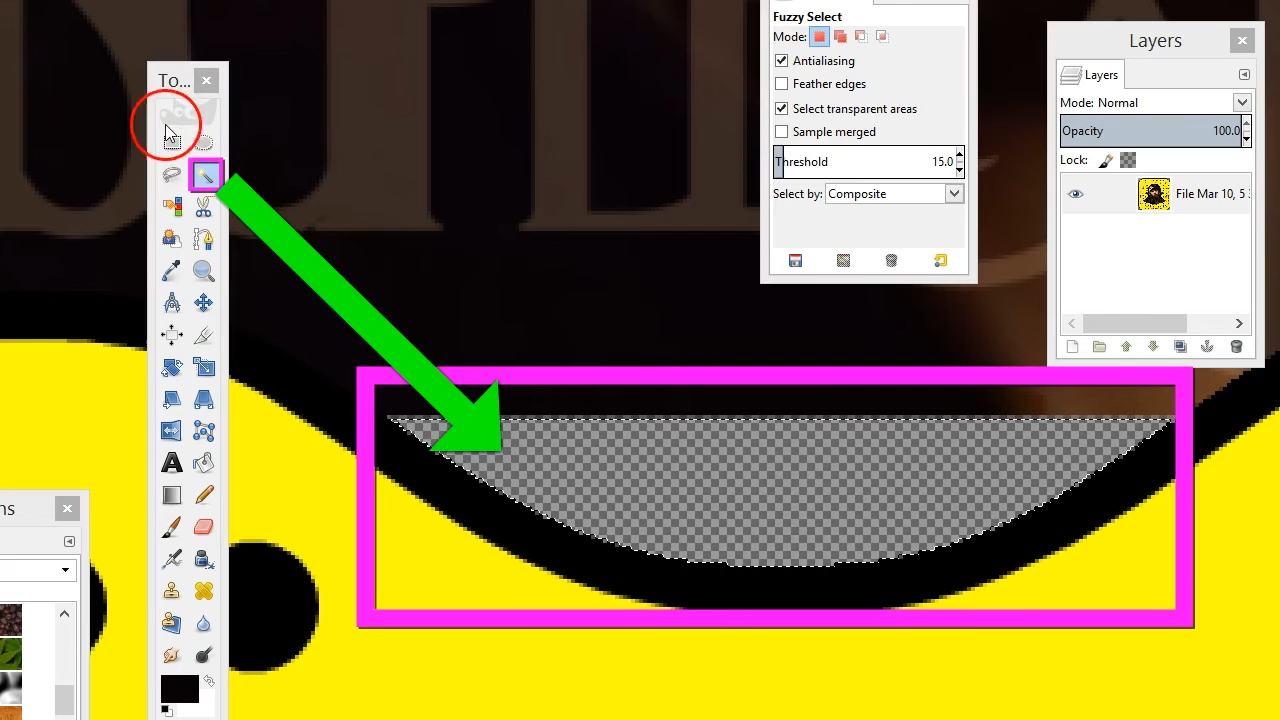 Fuzzy Select
Mode:
Antialiasing
Feather edges
Select transparent areas
Sample merged
Threshold 15.0
Select by: Composite
Layers
Layers
Mode: Normal
Opacity 100.0
Lock:
File Mar 10, 5
To...
A
ns